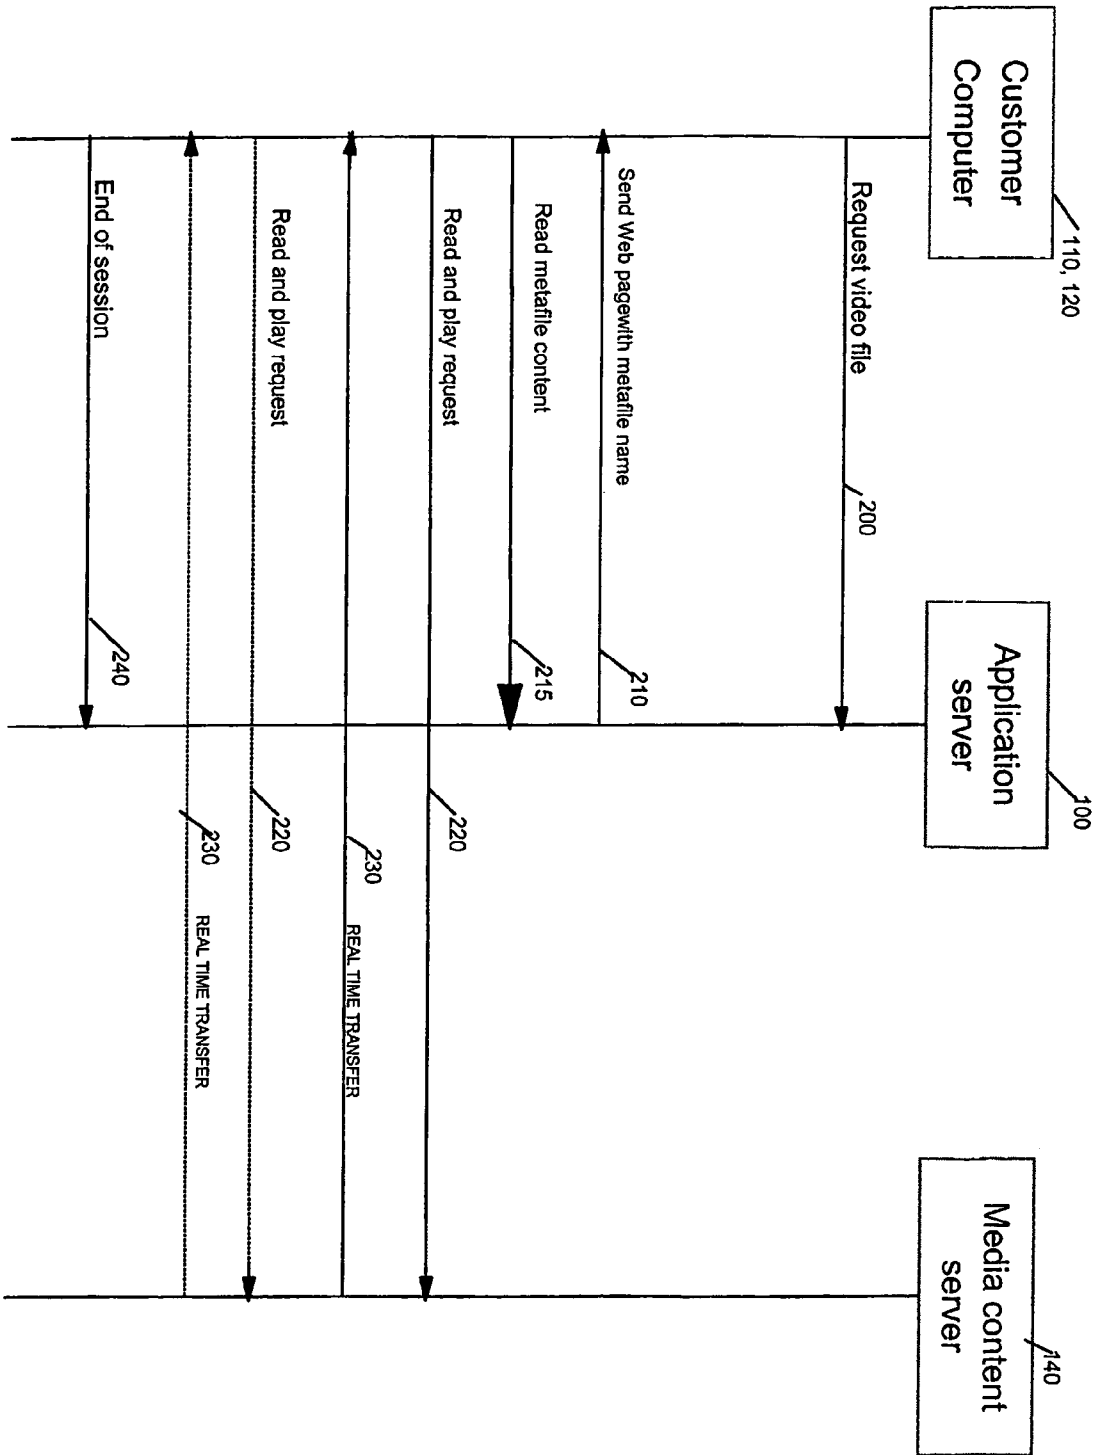 Customer
Computer
110, 120
Application
server
100
Media content
server
140
Request video file
200
Send Web pagewith metafile name
210
Read metafile content
215
Read and play request
220
230
REAL TIME TRANSFER
Read and play request
220
230
REAL TIME TRANSFER
End of session
240